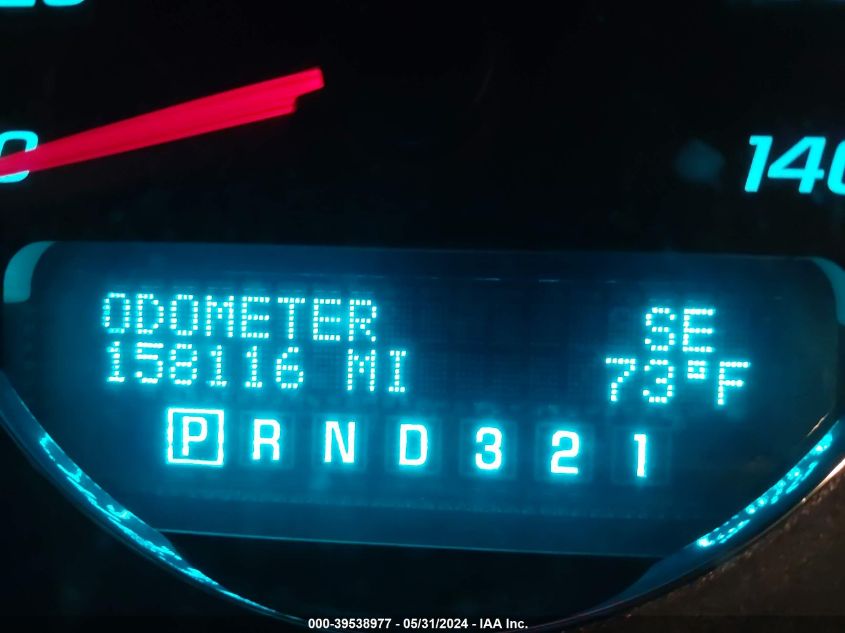 140
ODOMETER SE
158116 MI 73°F
P R N D 3 2 1
000-39538977 - 05/31/2024 - IAA Inc.